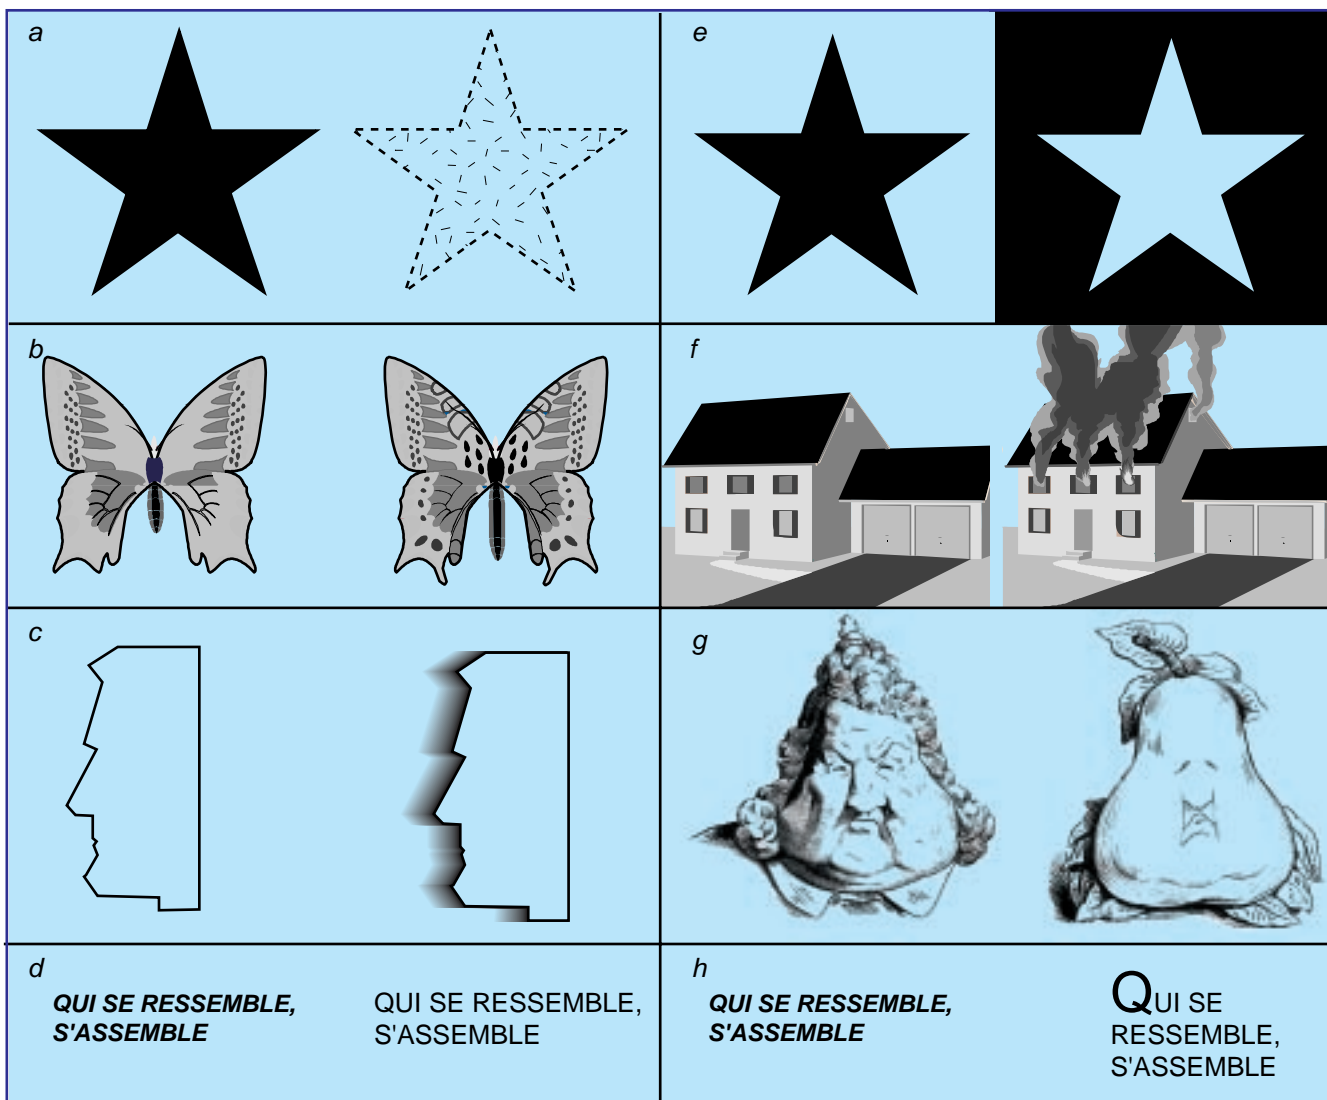 a
e
b
f
c
g
d
QUI SE RESSEMBLE,
S'ASSEMBLE
QUI SE RESSEMBLE,
S'ASSEMBLE
h
QUI SE RESSEMBLE,
S'ASSEMBLE
QUI SE
RESSEMBLE,
S'ASSEMBLE